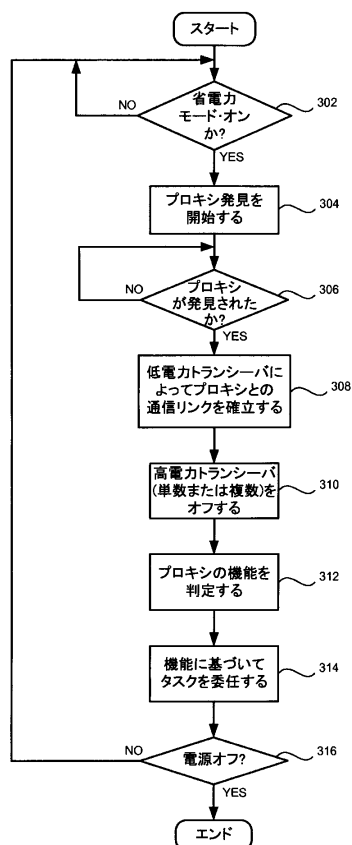 スタート
省電力
モード・オン
か?
302
NO
YES
プロキシ発見を
開始する
304
プロキシ
が発見された
か?
306
NO
YES
低電力トランシーバに
よってプロキシとの
通信リンクを確立する
308
高電力トランシーバ
(単数または複数)を
オフする
310
プロキシの機能を
判定する
312
機能に基づいて
タスクを委任する
314
NO
電源オフ?
316
YES
エンド